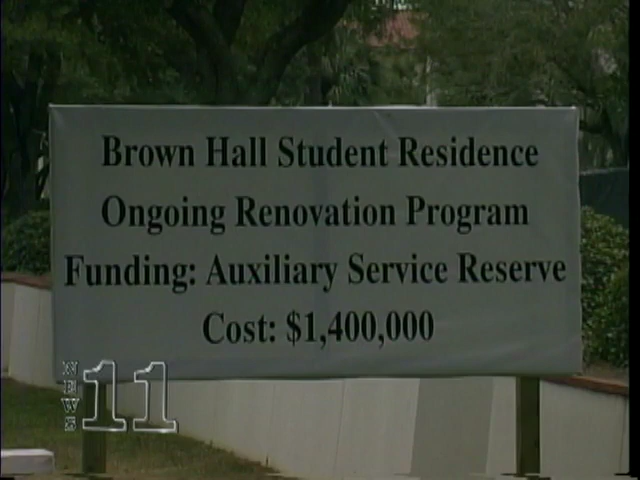 Brown Hall Student Residence
Ongoing Renovation Program
Funding: Auxiliary Service Reserve
Cost: $1,400,000
NEWS 11